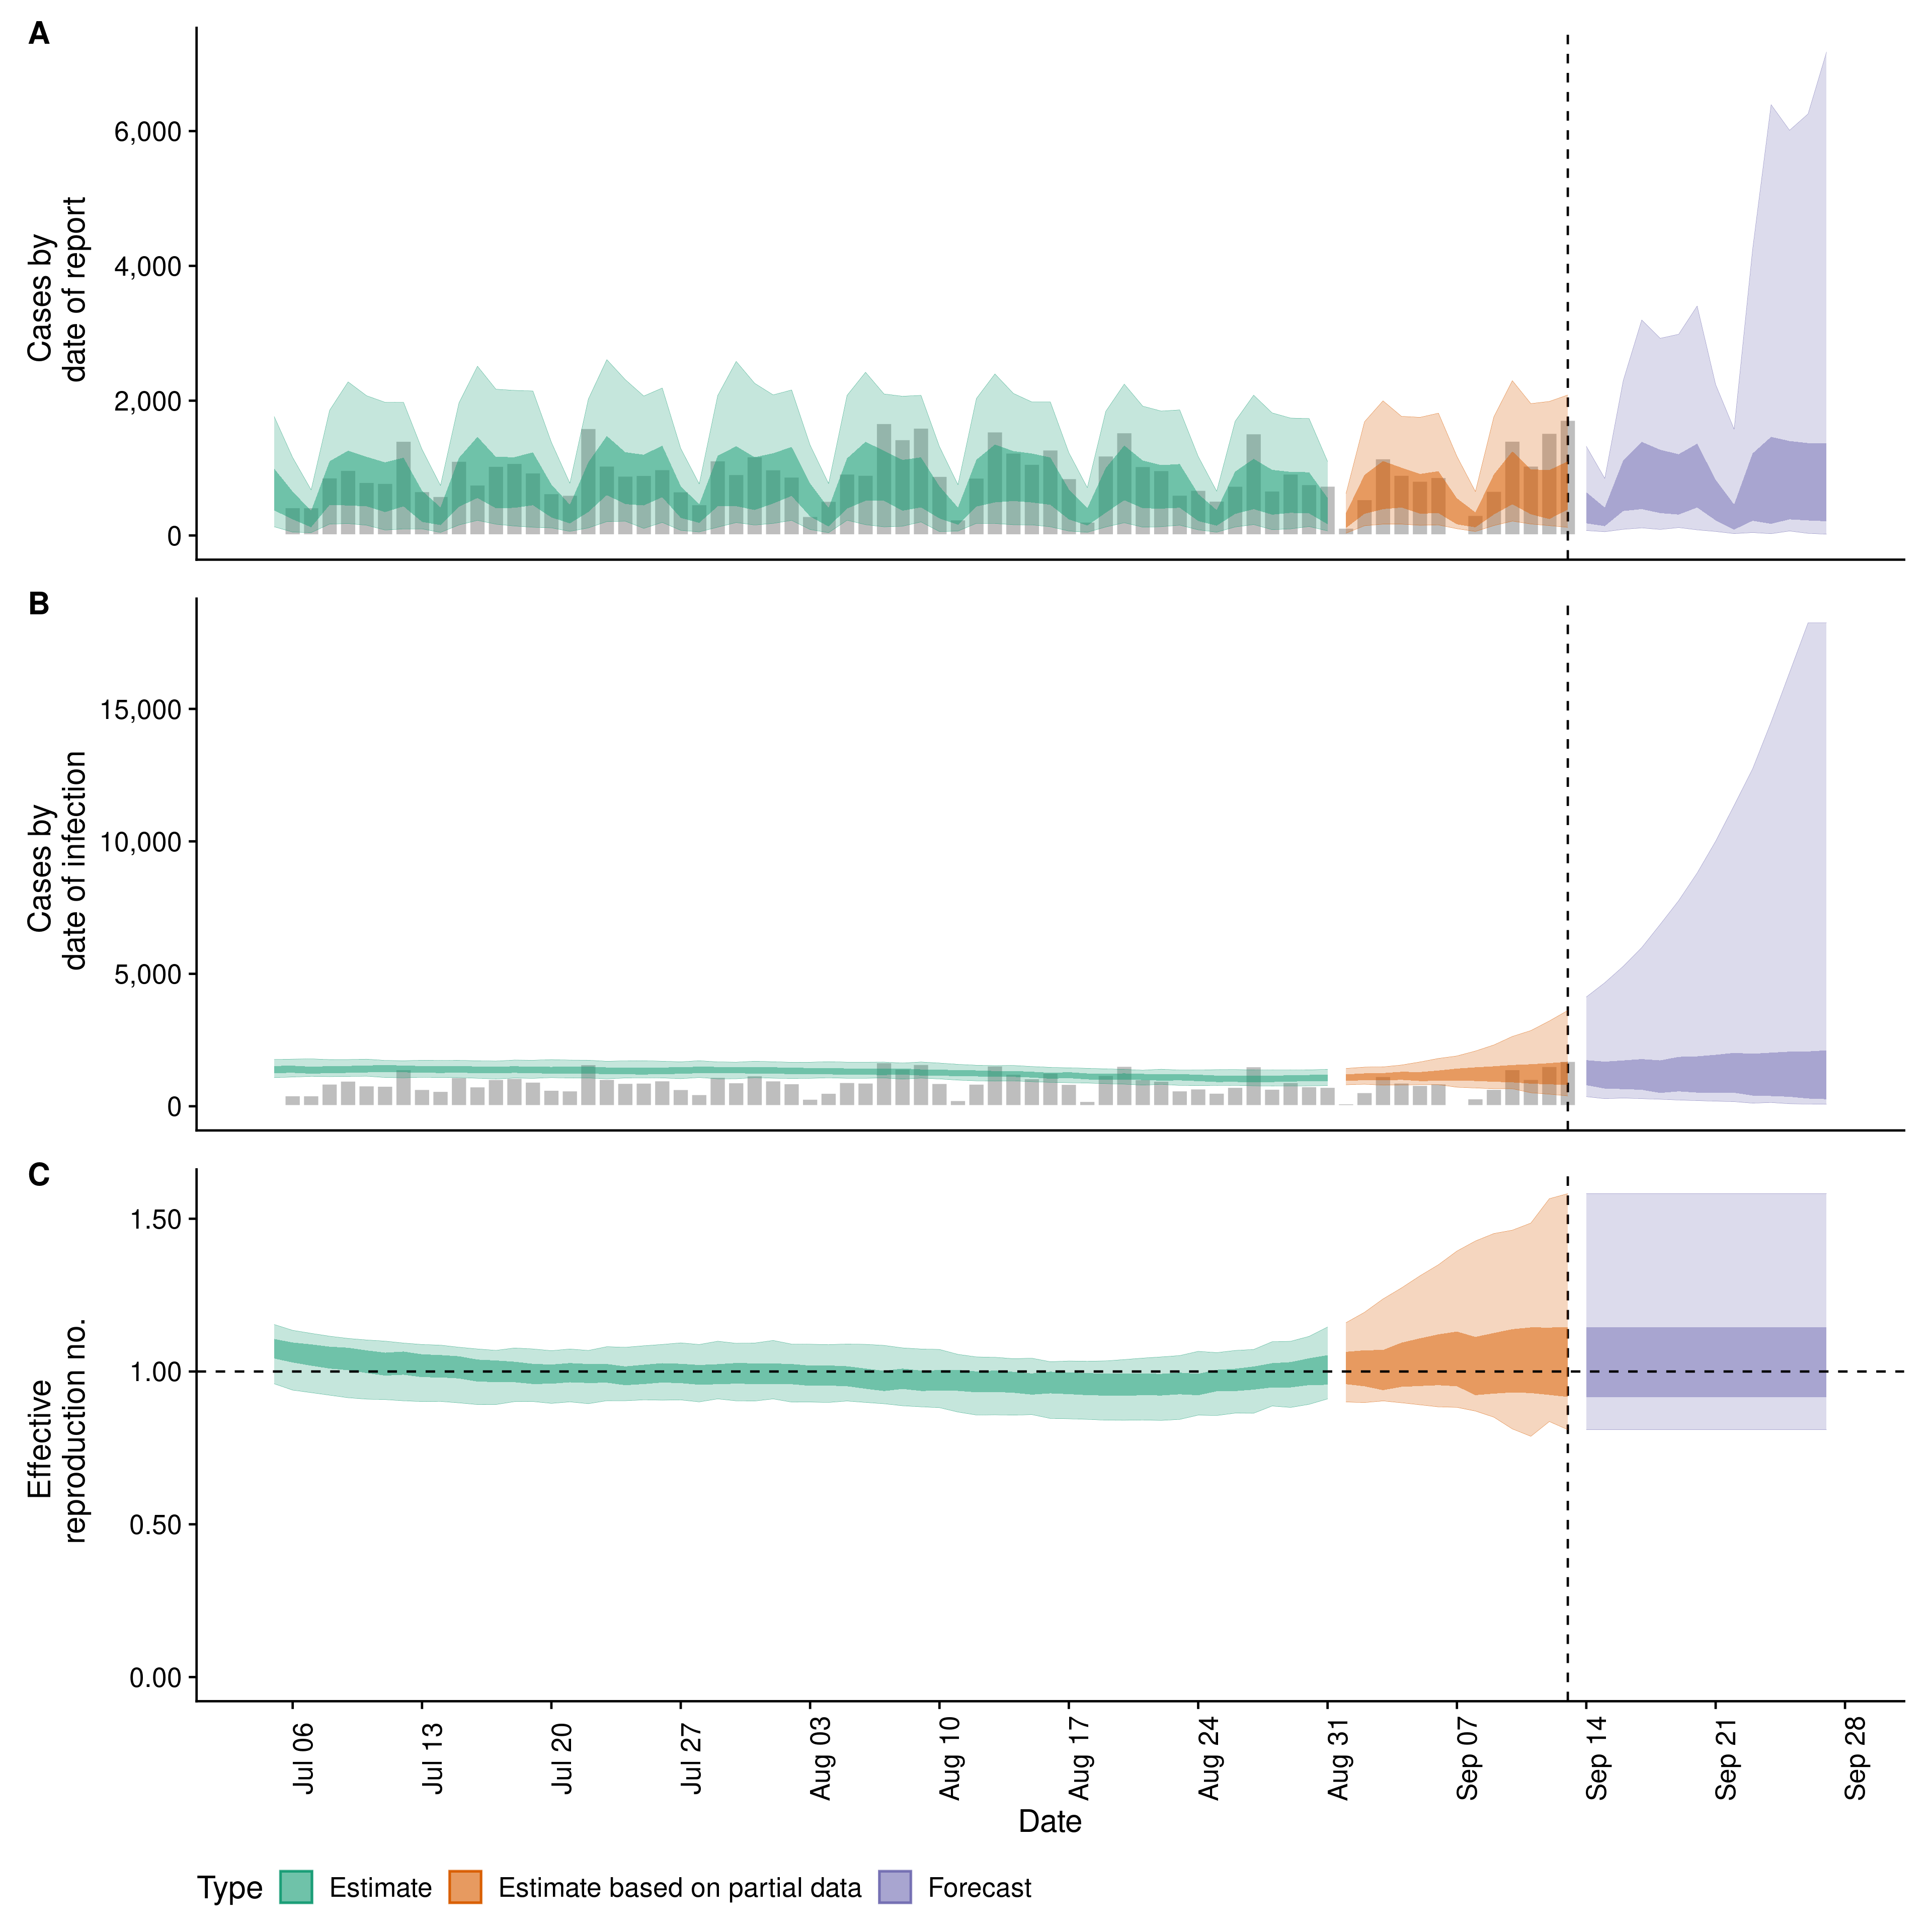 A
Cases by
date of report
6,000
4,000
2,000
0
B
Cases by
date of infection
15,000
10,000
5,000
0
C
Effective
reproduction no.
1.50
1.00
0.50
0.00
Jul 06
Jul 13
Jul 20
Jul 27
Aug 03
Aug 10
Aug 17
Aug 24
Aug 31
Sep 07
Sep 14
Sep 21
Sep 28
Date
Type Estimate Estimate based on partial data Forecast